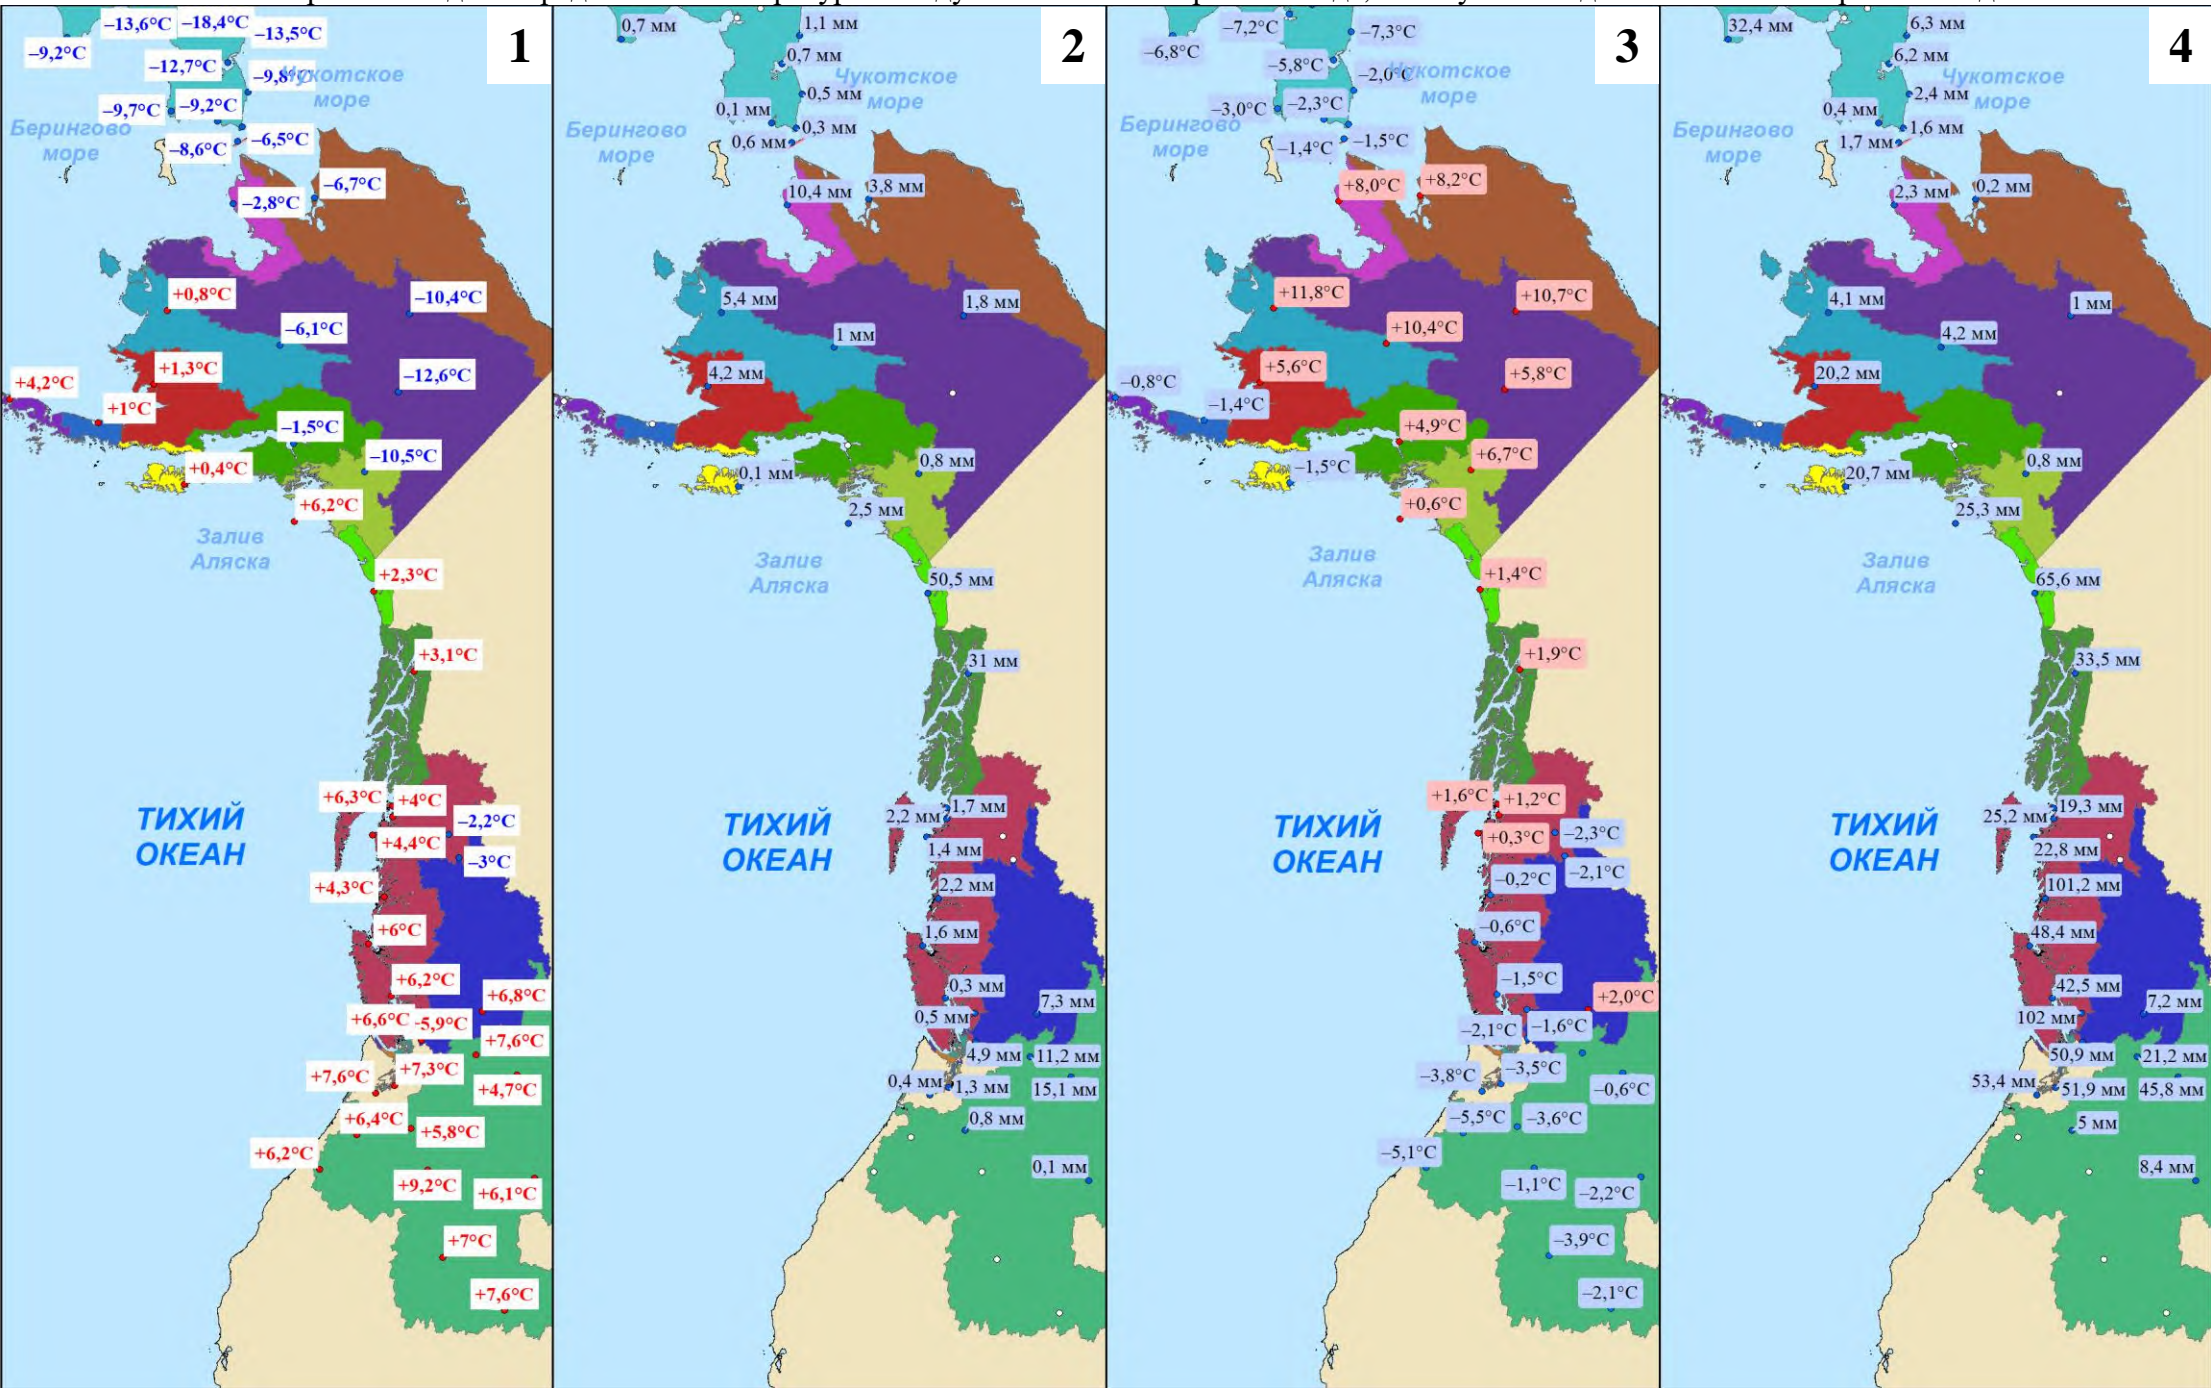 1
–13,6°C
–18,4°C
–13,5°C
–9,2°C
–12,7°C
–9,8°C
Чукотское
море
–9,7°C
–9,2°C
Берингово
море
–8,6°C
–6,5°C
–6,7°C
–2,8°C
+0,8°C
–10,4°C
–6,1°C
+1,3°C
–12,6°C
+4,2°C
+1°C
–1,5°C
–10,5°C
+0,4°C
+6,2°C
Залив
Аляска
+2,3°C
+3,1°C
+6,3°C
+4°C
–2,2°C
ТИХИЙ
ОКЕАН
+4,4°C
–3°C
+4,3°C
+6°C
+6,2°C
+6,8°C
+6,6°C
-5,9°C
+7,6°C
+7,3°C
+7,6°C
+4,7°C
+6,4°C
+5,8°C
+6,2°C
+9,2°C
+6,1°C
+7°C
+7,6°C
2
0,7 мм
1,1 мм
0,7 мм
Чукотское
море
0,5 мм
0,1 мм
0,3 мм
Берингово
море
0,6 мм
10,4 мм
3,8 мм
5,4 мм
1,8 мм
1 мм
4,2 мм
0,8 мм
0,1 мм
2,5 мм
Залив
Аляска
50,5 мм
31 мм
1,7 мм
2,2 мм
ТИХИЙ
ОКЕАН
1,4 мм
2,2 мм
1,6 мм
0,3 мм
7,3 мм
0,5 мм
4,9 мм
11,2 мм
0,4 мм
1,3 мм
15,1 мм
0,8 мм
0,1 мм
3
–7,2°C
–7,3°C
–6,8°C
–5,8°C
–2,0°C
Чукотское
море
–3,0°C
–2,3°C
Берингово
море
–1,4°C
–1,5°C
+8,0°C
+8,2°C
+11,8°C
+10,7°C
+10,4°C
+5,6°C
+5,8°C
–0,8°C
–1,4°C
+4,9°C
+6,7°C
–1,5°C
+0,6°C
Залив
Аляска
+1,4°C
+1,9°C
+1,6°C
+1,2°C
ТИХИЙ
ОКЕАН
+0,3°C
–2,3°C
–2,1°C
–0,2°C
–0,6°C
–1,5°C
+2,0°C
–2,1°C
–1,6°C
–3,8°C
–3,5°C
–0,6°C
–5,5°C
–3,6°C
–5,1°C
–1,1°C
–2,2°C
–3,9°C
–2,1°C
4
32,4 мм
6,3 мм
6,2 мм
Чукотское
море
2,4 мм
0,4 мм
1,6 мм
Берингово
море
1,7 мм
2,3 мм
0,2 мм
4,1 мм
1 мм
4,2 мм
20,2 мм
0,8 мм
20,7 мм
25,3 мм
Залив
Аляска
65,6 мм
33,5 мм
19,3 мм
25,2 мм
ТИХИЙ
ОКЕАН
22,8 мм
101,2 мм
48,4 мм
42,5 мм
7,2 мм
102 мм
50,9 мм
21,2 мм
53,4 мм
51,9 мм
45,8 мм
5 мм
8,4 мм